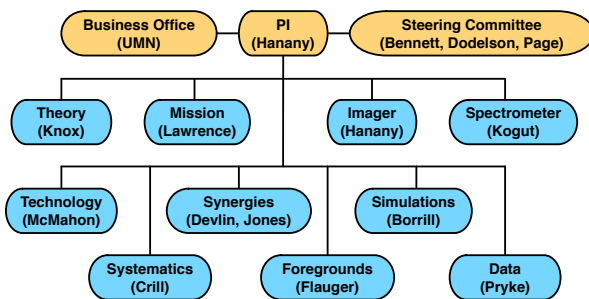 Business Office
(UMN)
PI
(Hanany)
Steering Committee
(Bennett, Dodelson, Page)
Theory
(Knox)
Mission
(Lawrence)
Imager
(Hanany)
Spectrometer
(Kogut)
Technology
(McMahon)
Synergies
(Devlin, Jones)
Simulations
(Borrill)
Systematics
(Crill)
Foregrounds
(Flauger)
Data
(Pryke)